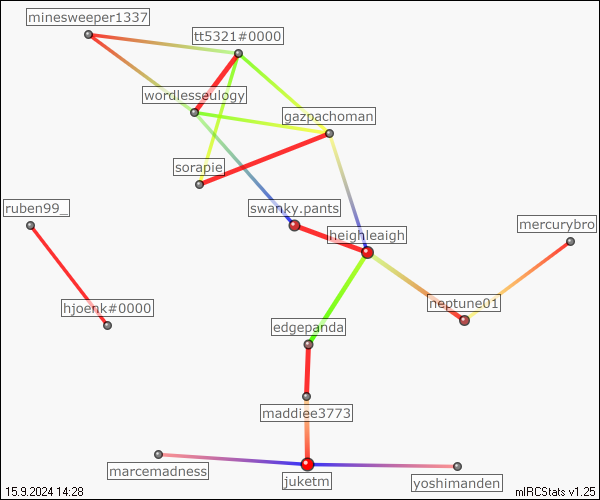 minesweeper1337
tt5321#0000
wordlesseulogy
gazpachoman
sorapie
ruben99_
swanky.pants
mercurybro
heighleaigh
hjoenk#0000
neptune01
edgepanda
maddiee3773
marcemadness
juketm
yoshimanden
15.9.2024 14:28
mIRCStats v1.25